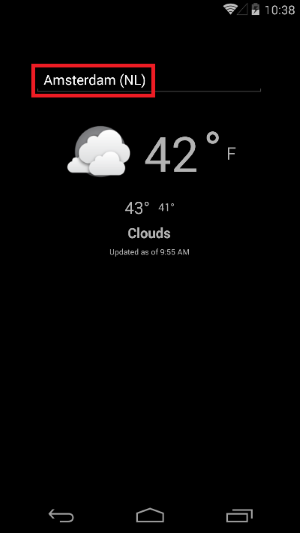 10:38
Amsterdam (NL)
42° F
43° 41°
Clouds
Updated as of 9:55 AM